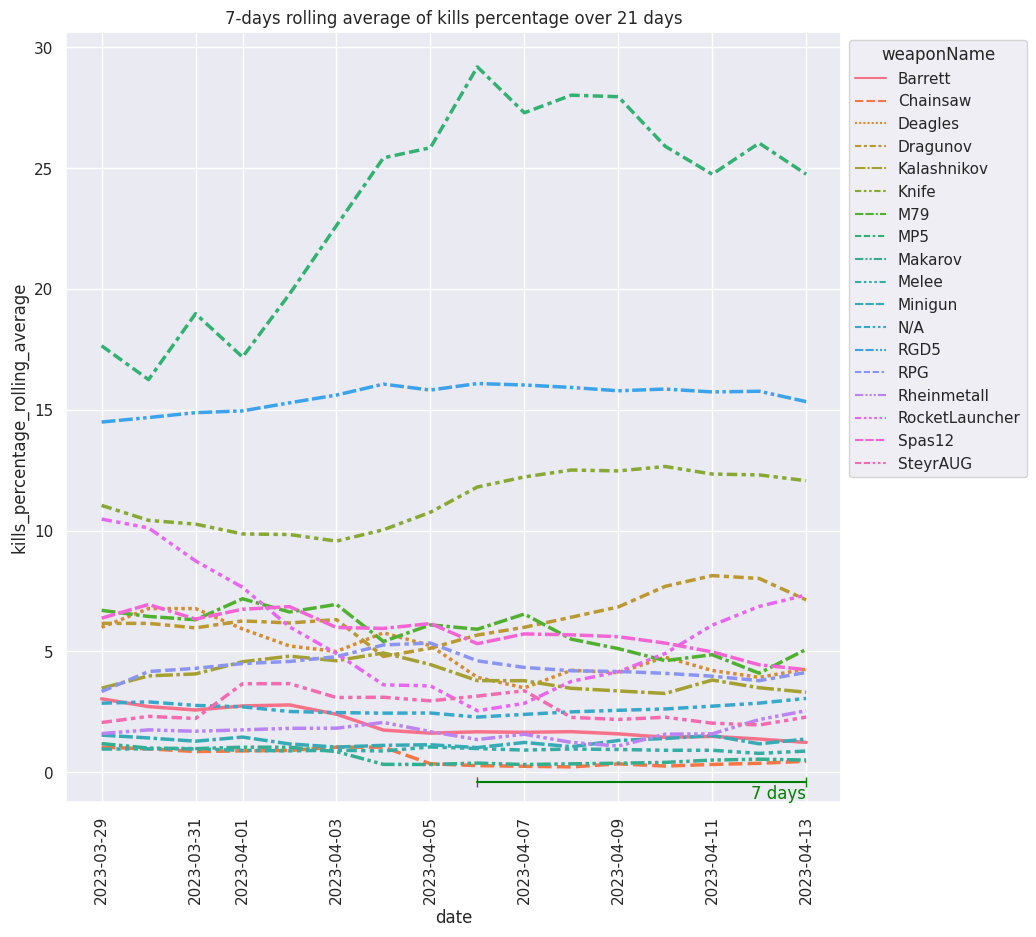 7-days rolling average of kills percentage over 21 days
kills_percentage_rolling_average
30
25
20
15
10
5
0
7 days
2023-03-29
2023-03-31
2023-04-01
2023-04-03
2023-04-05
2023-04-07
2023-04-09
2023-04-11
2023-04-13
date
weaponName
Barrett
Chainsaw
Deagles
Dragunov
Kalashnikov
Knife
M79
MP5
Makarov
Melee
Minigun
N/A
RGD5
RPG
Rheinmetall
RocketLauncher
Spas12
SteyrAUG